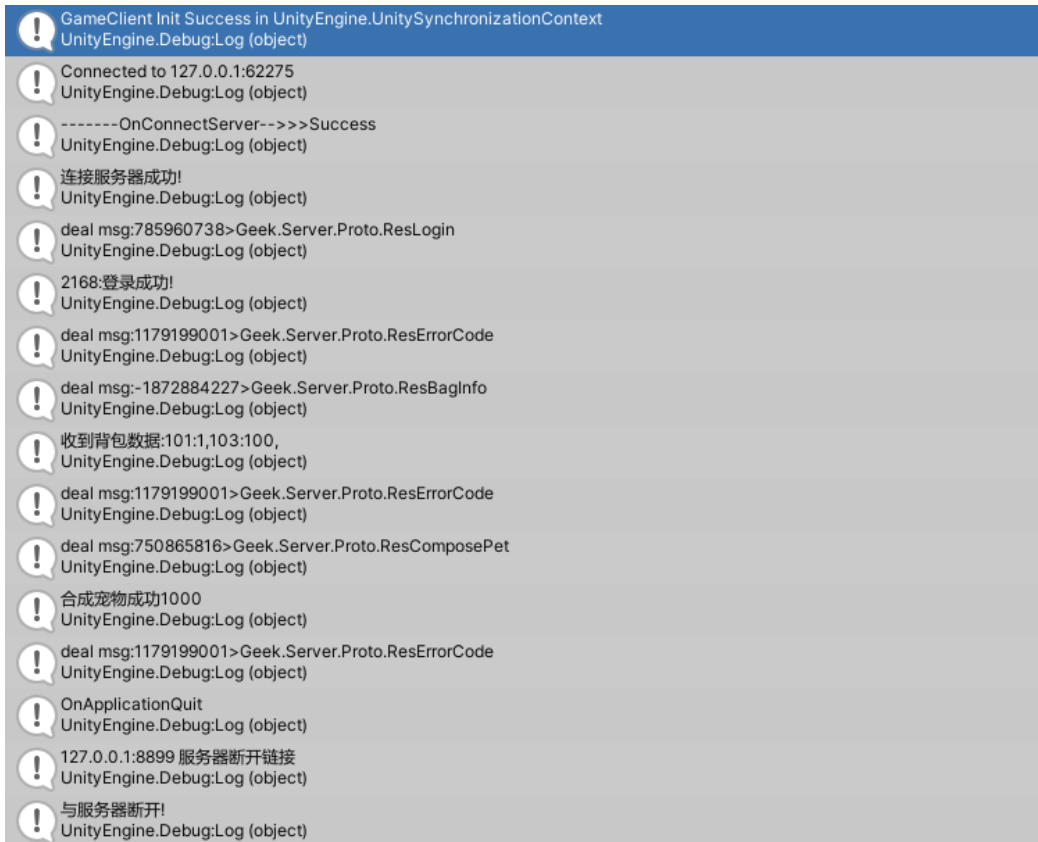 GameClient Init Success in UnityEngine.UnitySynchronizationContext
UnityEngine.Debug:Log (object)
Connected to 127.0.0.1:62275
UnityEngine.Debug:Log (object)
-------OnConnectServer-->>>Success
UnityEngine.Debug:Log (object)
连接服务器成功!
UnityEngine.Debug:Log (object)
deal msg:785960738>Geek.Server.Proto.ResLogin
UnityEngine.Debug:Log (object)
2168:登录成功!
UnityEngine.Debug:Log (object)
deal msg:1179199001>Geek.Server.Proto.ResErrorCode
UnityEngine.Debug:Log (object)
deal msg:-1872884227>Geek.Server.Proto.ResBagInfo
UnityEngine.Debug:Log (object)
收到背包数据:101:1,103:100,
UnityEngine.Debug:Log (object)
deal msg:1179199001>Geek.Server.Proto.ResErrorCode
UnityEngine.Debug:Log (object)
deal msg:750865816>Geek.Server.Proto.ResComposePet
UnityEngine.Debug:Log (object)
合成宠物成功1000
UnityEngine.Debug:Log (object)
deal msg:1179199001>Geek.Server.Proto.ResErrorCode
UnityEngine.Debug:Log (object)
OnApplicationQuit
UnityEngine.Debug:Log (object)
127.0.0.1:8899 服务器断开链接
UnityEngine.Debug:Log (object)
与服务器断开!
UnityEngine.Debug:Log (object)